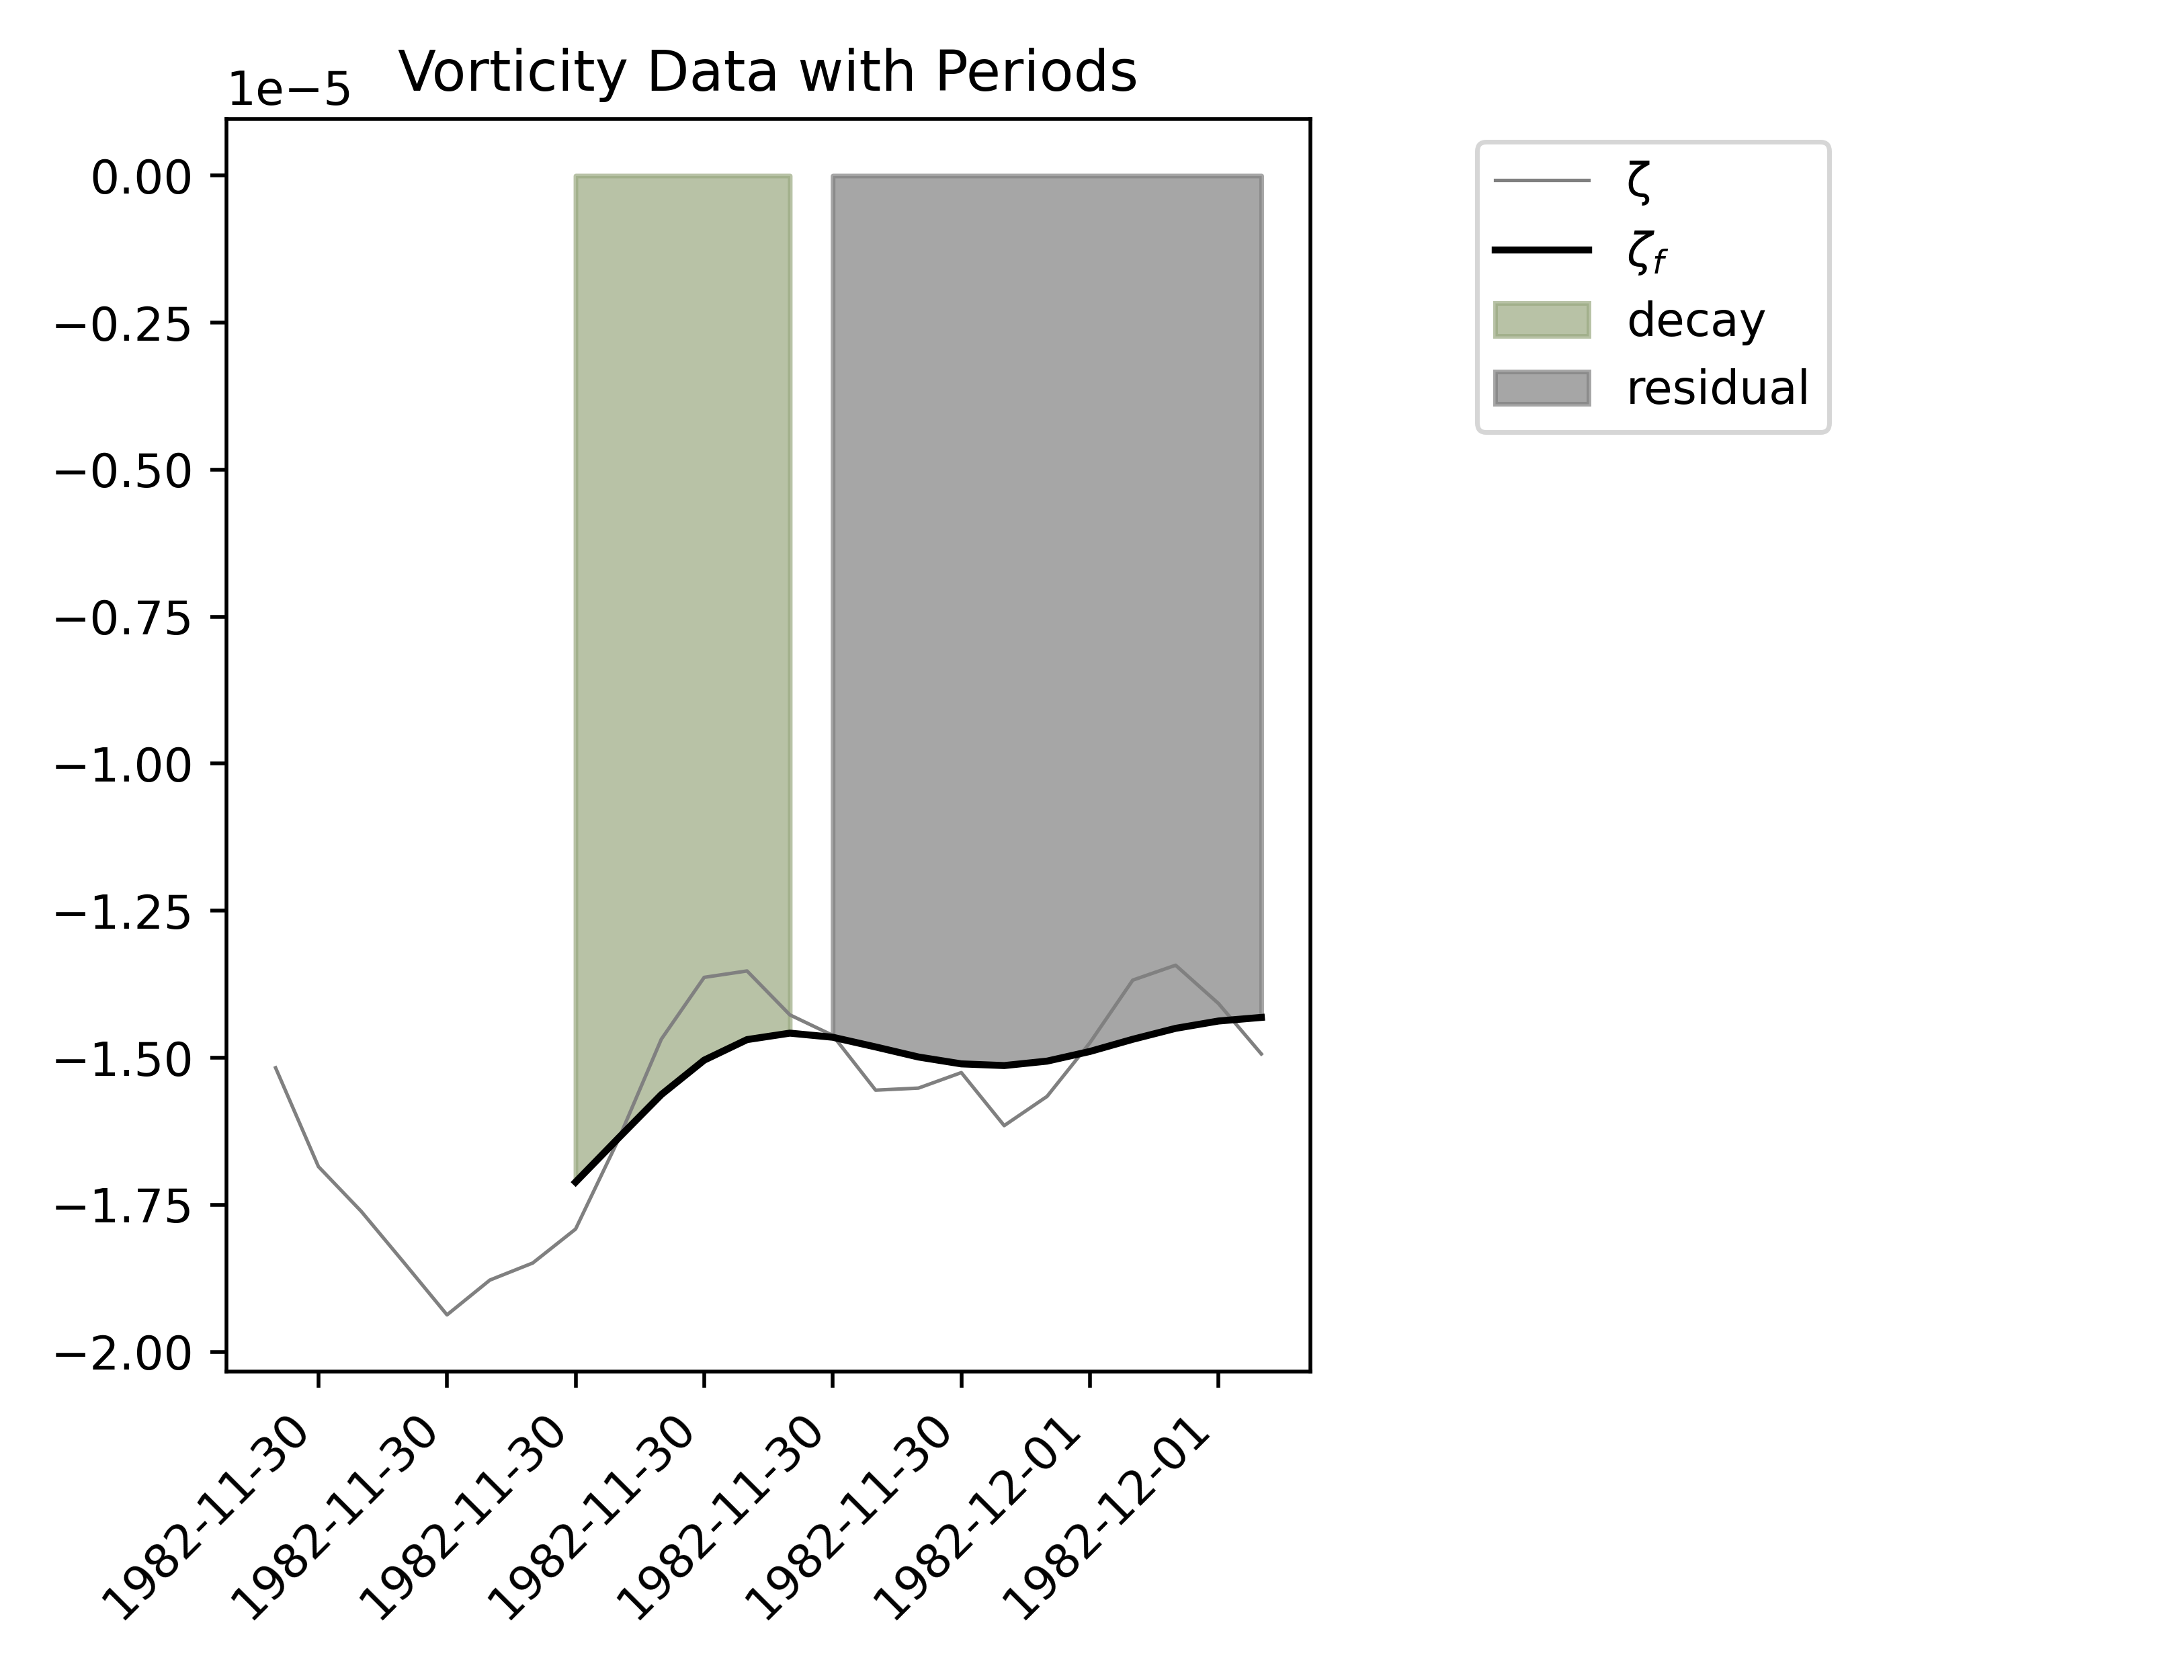 Vorticity Data with Periods
1e−5
0.00
−0.25
−0.50
−0.75
−1.00
−1.25
−1.50
−1.75
−2.00
1982-11-30
1982-11-30
1982-11-30
1982-11-30
1982-11-30
1982-11-30
1982-12-01
1982-12-01
ζ
ζf
decay
residual